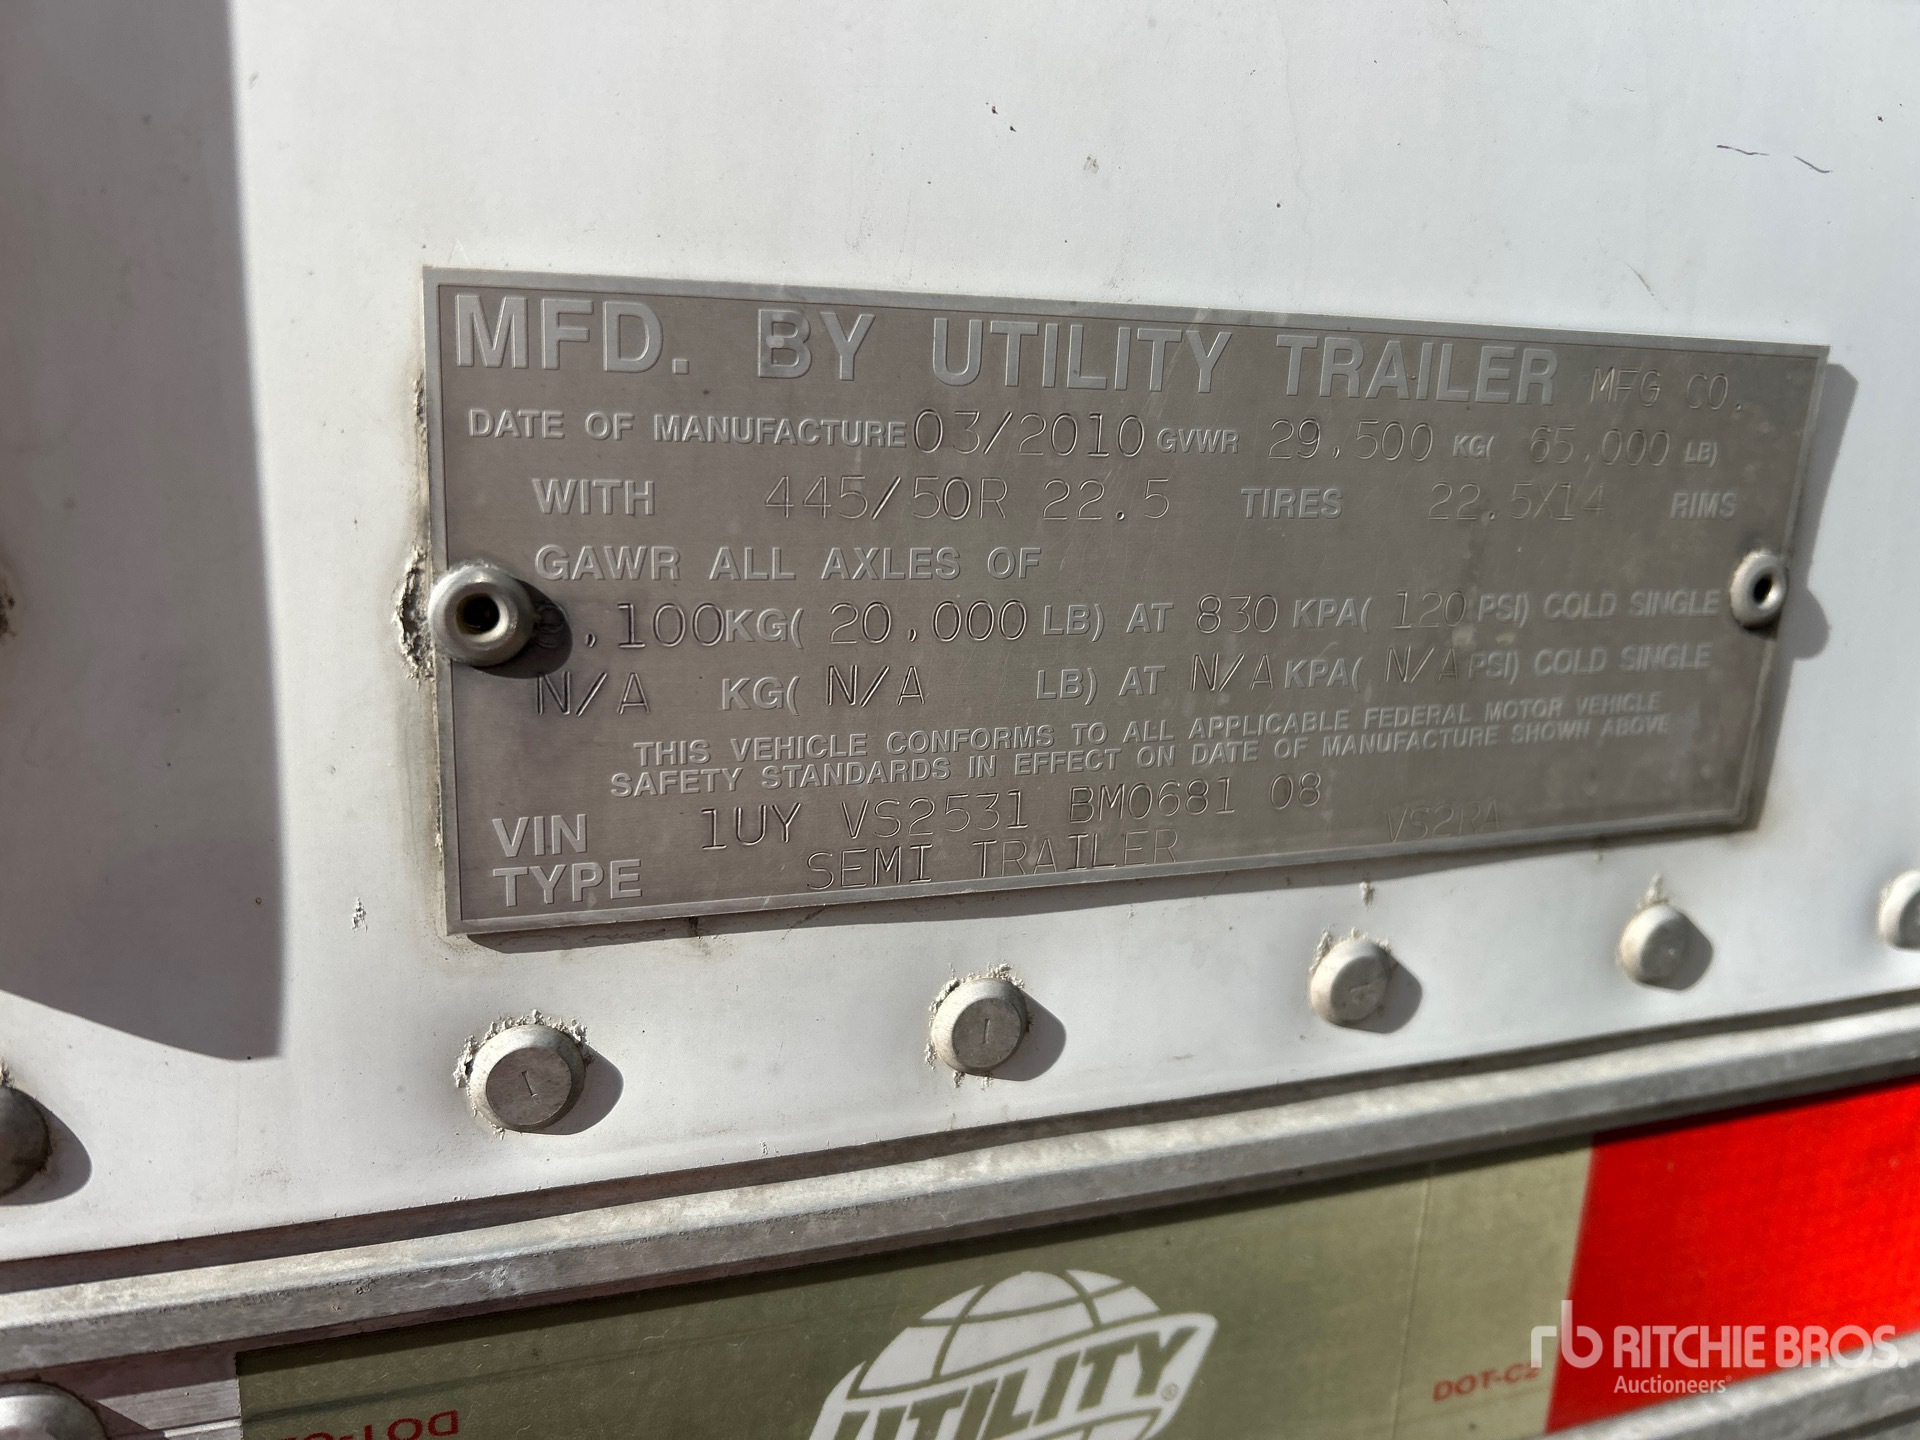 MFD. BY UTILITY TRAILER MFG CO.
DATE OF MANUFACTURE 03/2010 GVWR 29,500 KG( 65,000 LB)
WITH 445/50R 22.5 TIRES 22.5X14 RIMS
GAWR ALL AXLES OF
,100KG( 20,000 LB) AT 830 KPA( 120 PSI) COLD SINGLE
N/A KG( N/A LB) AT N/A KPA( N/A PSI) COLD SINGLE
THIS VEHICLE CONFORMS TO ALL APPLICABLE FEDERAL MOTOR VEHICLE
SAFETY STANDARDS IN EFFECT ON DATE OF MANUFACTURE SHOWN ABOVE
VIN 1UY VS2531 BM0681 08 VS2RA
TYPE SEMI TRAILER
UTILITY®
DOT-C2
rb RITCHIE BROS.
Auctioneers